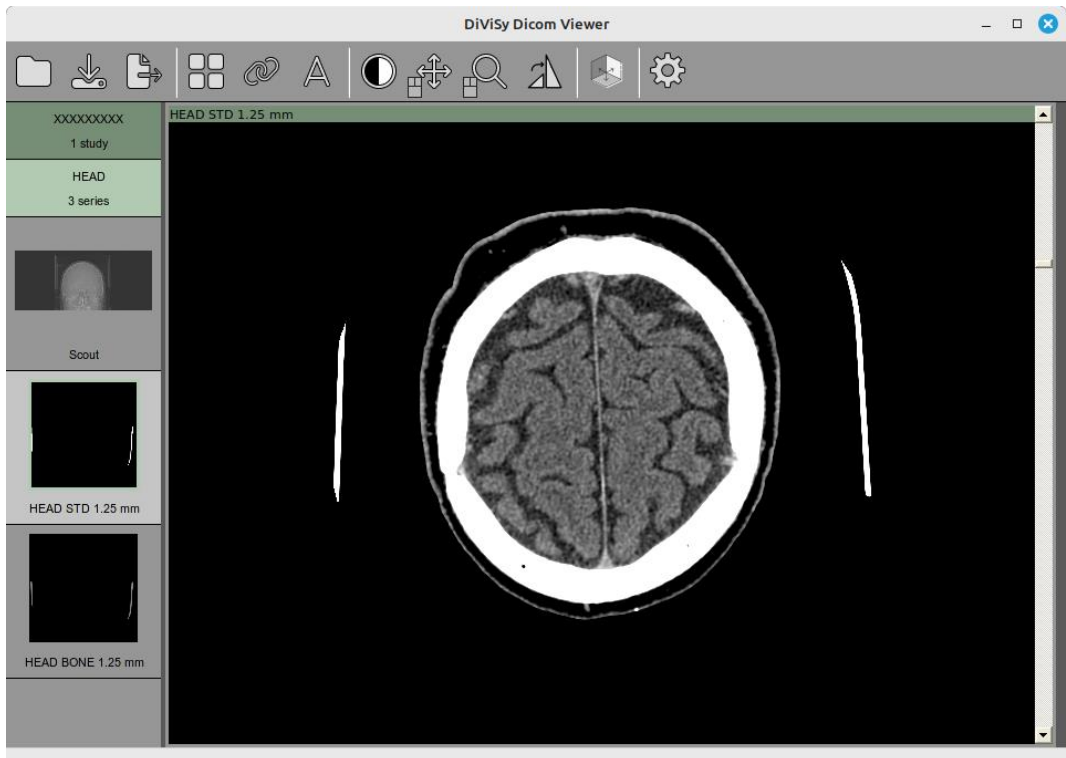 DiViSy Dicom Viewer
XXXXXXXXX
1 study
HEAD
3 series
Scout
HEAD STD 1.25 mm
HEAD BONE 1.25 mm
HEAD STD 1.25 mm